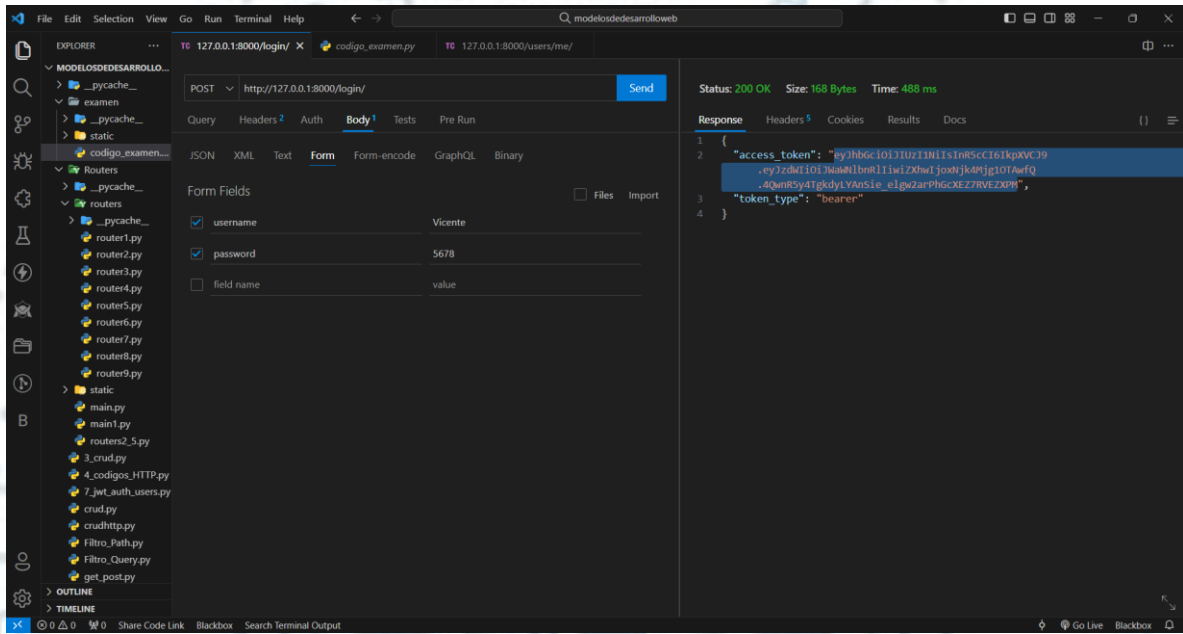 File Edit Selection View Go Run Terminal Help
modelosdedesarrolloweb
EXPLORER
MODELOSDEDESARROLLO...
__pycache__
examen
__pycache__
static
codigo_examen....
Routers
__pycache__
routers
__pycache__
router1.py
router2.py
router3.py
router4.py
router5.py
router6.py
router7.py
router8.py
router9.py
static
main.py
main1.py
routers2_5.py
3_crud.py
4_codigos_HTTP.py
7_jwt_auth_users.py
crud.py
crudhttp.py
Filtro_Path.py
Filtro_Query.py
get_post.py
OUTLINE
TIMELINE
TC 127.0.0.1:8000/login/ codigo_examen.py TC 127.0.0.1:8000/users/me/
POST http://127.0.0.1:8000/login/ Send
Query Headers 2 Auth Body 1 Tests Pre Run
JSON XML Text Form Form-encode GraphQL Binary
Form Fields Files Import
username Vicente
password 5678
field name value
Status: 200 OK Size: 168 Bytes Time: 488 ms
Response Headers 5 Cookies Results Docs { }
1 {
2 "access_token": "eyJhbGciOiJIUzI1NiIsInR5cCI6IkpXVCJ9
.eyJzdWIiOiJWaWNlbnRlIiwiZXhwIjoxNjk4Mjg1OTAwfQ
.4QwnR5y4TgkdyLYAnSie_elgw2arPhGcXEZ7RVEZXPM",
3 "token_type": "bearer"
4 }
0 0 0 Share Code Link Blackbox Search Terminal Output Go Live Blackbox